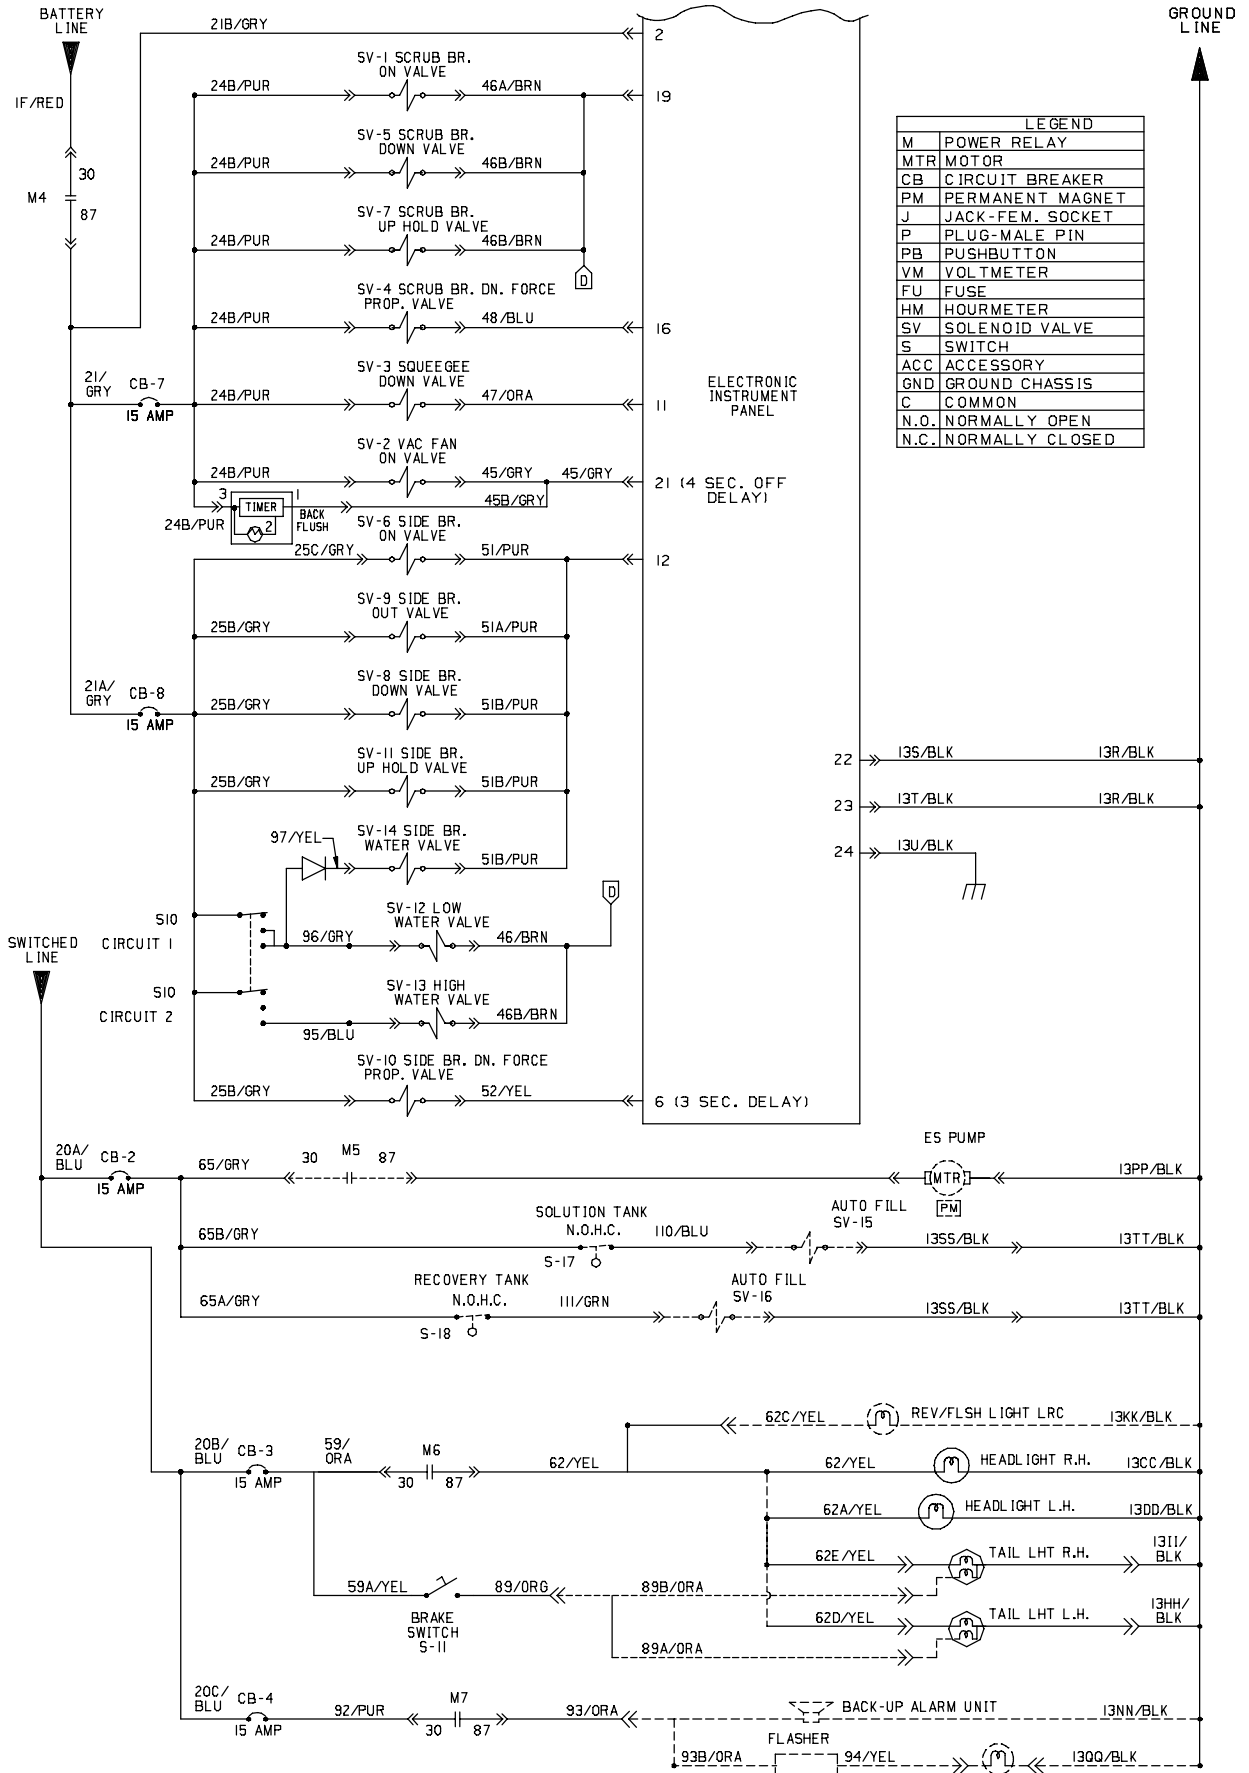 BATTERY
LINE
GROUND
LINE
21B/GRY
2
SV-1 SCRUB BR.
ON VALVE
1F/RED
24B/PUR
46A/BRN
19
SV-5 SCRUB BR.
DOWN VALVE
24B/PUR
46B/BRN
30
M4
87
SV-7 SCRUB BR.
UP HOLD VALVE
24B/PUR
46B/BRN
D
SV-4 SCRUB BR. DN. FORCE
PROP. VALVE
24B/PUR
48/BLU
16
SV-3 SQUEEGEE
DOWN VALVE
21/
GRY
CB-7
15 AMP
24B/PUR
47/ORA
11
ELECTRONIC
INSTRUMENT
PANEL
SV-2 VAC FAN
ON VALVE
24B/PUR
45/GRY
45/GRY
21 (4 SEC. OFF
DELAY)
3
TIMER
1
2
BACK
FLUSH
45B/GRY
24B/PUR
SV-6 SIDE BR.
ON VALVE
25C/GRY
51/PUR
12
SV-9 SIDE BR.
OUT VALVE
25B/GRY
51A/PUR
SV-8 SIDE BR.
DOWN VALVE
21A/
GRY
CB-8
15 AMP
25B/GRY
51B/PUR
SV-11 SIDE BR.
UP HOLD VALVE
25B/GRY
51B/PUR
22
13S/BLK
13R/BLK
23
13T/BLK
13R/BLK
24
13U/BLK
97/YEL
SV-14 SIDE BR.
WATER VALVE
51B/PUR
D
S10
CIRCUIT 1
SV-12 LOW
WATER VALVE
96/GRY
46/BRN
SWITCHED
LINE
S10
CIRCUIT 2
SV-13 HIGH
WATER VALVE
95/BLU
46B/BRN
SV-10 SIDE BR. DN. FORCE
PROP. VALVE
25B/GRY
52/YEL
6 (3 SEC. DELAY)
LEGEND
M POWER RELAY
MTR MOTOR
CB CIRCUIT BREAKER
PM PERMANENT MAGNET
J JACK-FEM. SOCKET
P PLUG-MALE PIN
PB PUSHBUTTON
VM VOLTMETER
FU FUSE
HM HOURMETER
SV SOLENOID VALVE
S SWITCH
ACC ACCESSORY
GND GROUND CHASSIS
C COMMON
N.O. NORMALLY OPEN
N.C. NORMALLY CLOSED
20A/
BLU
CB-2
15 AMP
65/GRY
30
M5
87
ES PUMP
MTR
PM
13PP/BLK
65B/GRY
SOLUTION TANK
N.O.H.C.
S-17
110/BLU
AUTO FILL
SV-15
13SS/BLK
13TT/BLK
65A/GRY
RECOVERY TANK
N.O.H.C.
S-18
111/GRN
AUTO FILL
SV-16
13SS/BLK
13TT/BLK
62C/YEL
REV/FLSH LIGHT LRC
13KK/BLK
20B/
BLU
CB-3
15 AMP
59/
ORA
30
M6
87
62/YEL
62/YEL
HEADLIGHT R.H.
13CC/BLK
62A/YEL
HEADLIGHT L.H.
13DD/BLK
62E/YEL
TAIL LHT R.H.
13II/
BLK
59A/YEL
BRAKE
SWITCH
S-11
89/ORG
89B/ORA
62D/YEL
TAIL LHT L.H.
13HH/
BLK
89A/ORA
20C/
BLU
CB-4
15 AMP
92/PUR
30
M7
87
93/ORA
BACK-UP ALARM UNIT
13NN/BLK
93B/ORA
FLASHER
94/YEL
13QQ/BLK